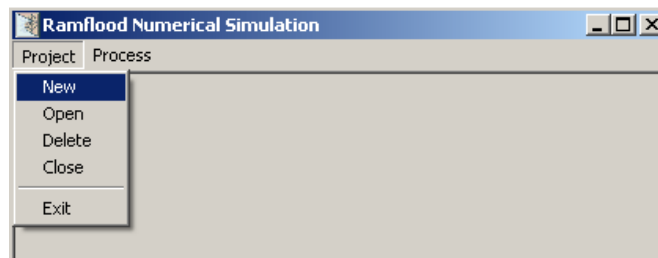 Ramflood Numerical Simulation
Project Process
New
Open
Delete
Close
Exit